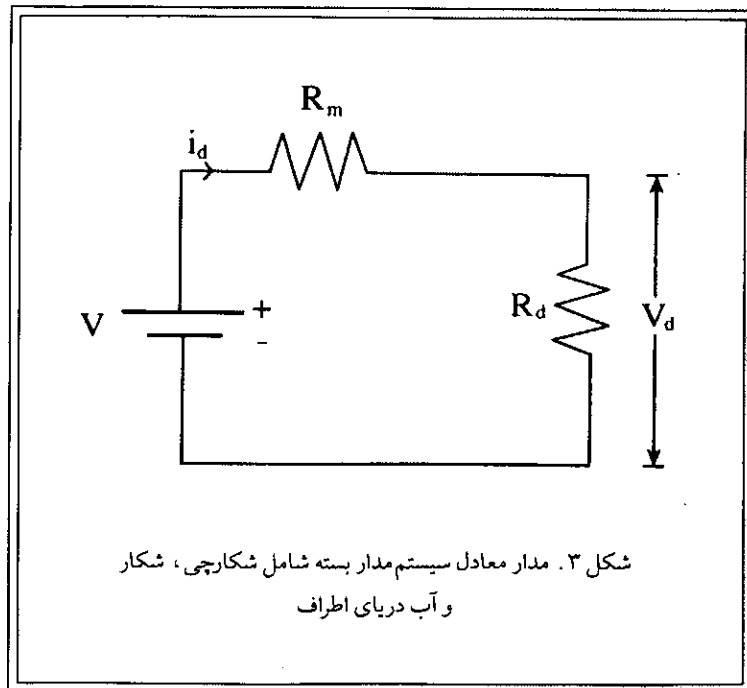 R_m
i_d
V
+
-
R_d
V_d
شکل ۳. مدار معادل سیستم مدار بسته شامل شکارچی، شکار
و آب دریای اطراف